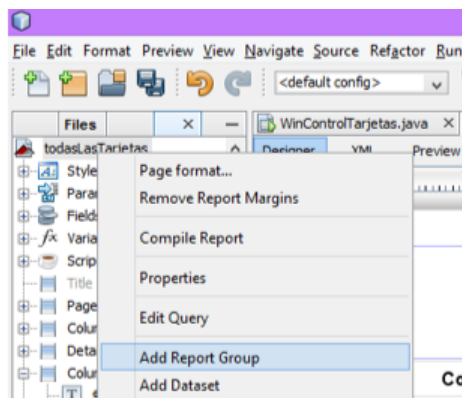 File Edit Format Preview View Navigate Source Refactor Run
<default config>
Files
WinControlTarjetas.java
todasLasTarjetas
Designer XML Preview
Style
Page format...
Para
Remove Report Margins
Fields
Varia
Compile Report
Scrip
Title
Properties
Page
Colur
Edit Query
Deta
Add Report Group
Colur
Add Dataset
Co
T